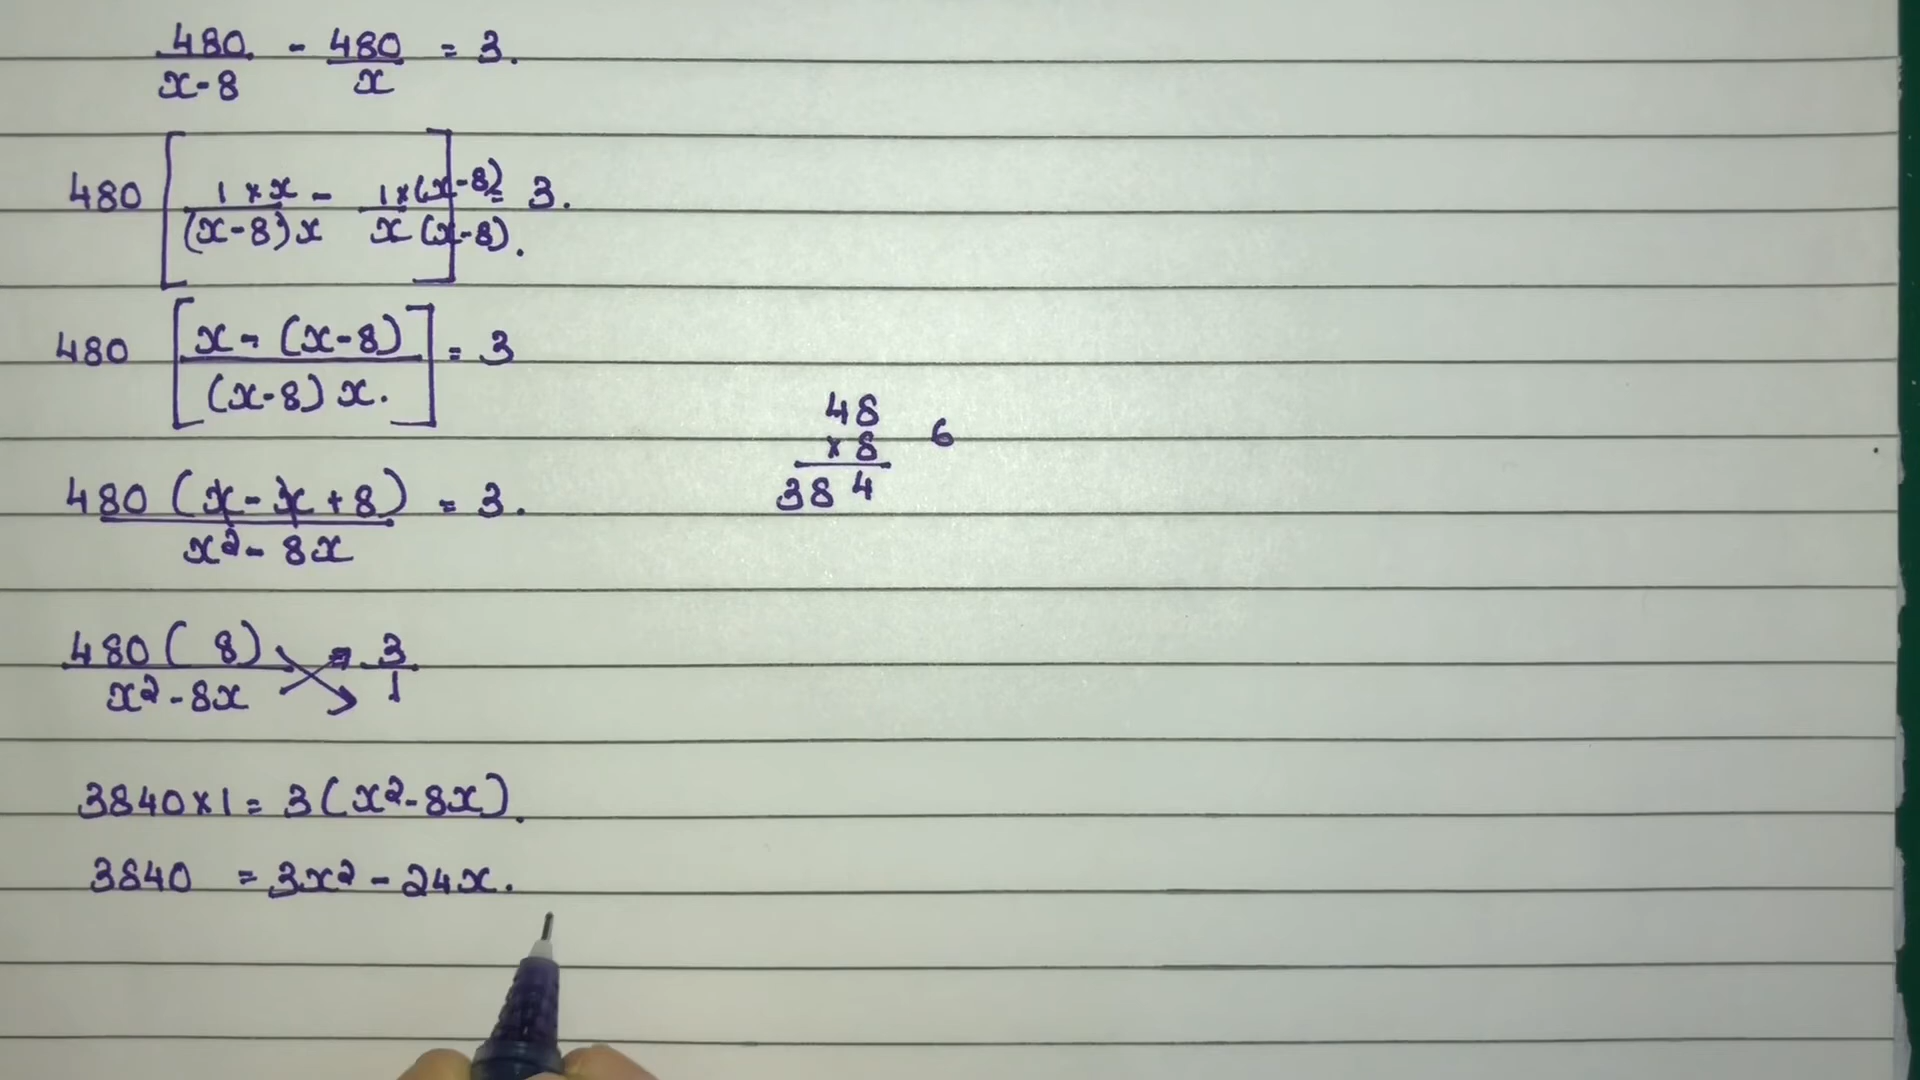 480/(x-8) - 480/x = 3.
480 [ (1 × x)/((x-8)x) - (1×(x-8))/(x(x-8)) ] = 3.
480 [ (x - (x-8))/((x-8)x.) ] = 3
480 (x - x + 8)/(x² - 8x) = 3.
480 ( 8)/(x² - 8x) = 3/1
3840×1 = 3(x²-8x).
3840 = 3x² - 24x.
48 6
× 8
384